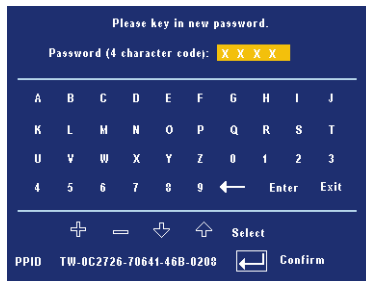 Please key in new password.
Password (4 character code): X X X X
A B C D E F G H I J
K L M N O P Q R S T
U V W X Y Z 0 1 2 3
4 5 6 7 8 9 ← Enter Exit
Select
PPID TW-0C2726-70641-46B-0208 Confirm